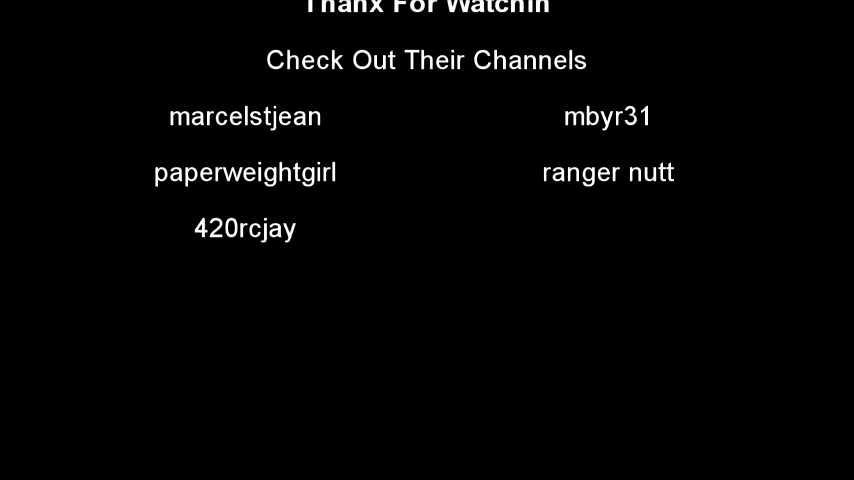 Thanx For Watchin
Check Out Their Channels
marcelstjean mbyr31
paperweightgirl ranger nutt
420rcjay